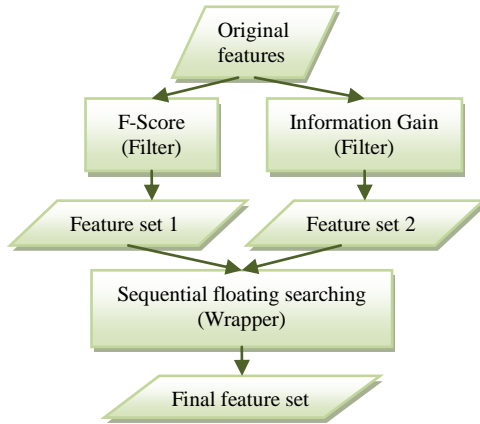 Original
features
F-Score
(Filter)
Information Gain
(Filter)
Feature set 1
Feature set 2
Sequential floating searching
(Wrapper)
Final feature set